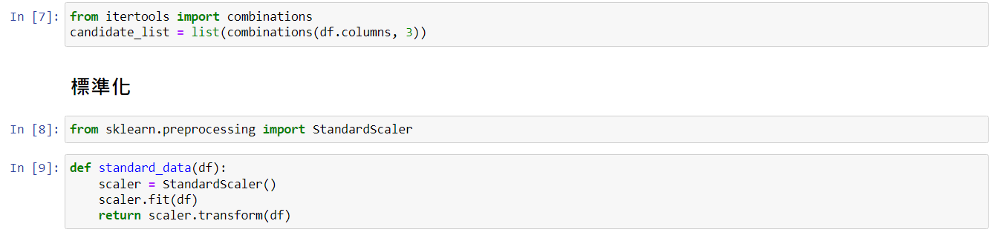 In [7]: from itertools import combinations
candidate_list = list(combinations(df.columns, 3))
標準化
In [8]: from sklearn.preprocessing import StandardScaler
In [9]: def standard_data(df):
    scaler = StandardScaler()
    scaler.fit(df)
    return scaler.transform(df)